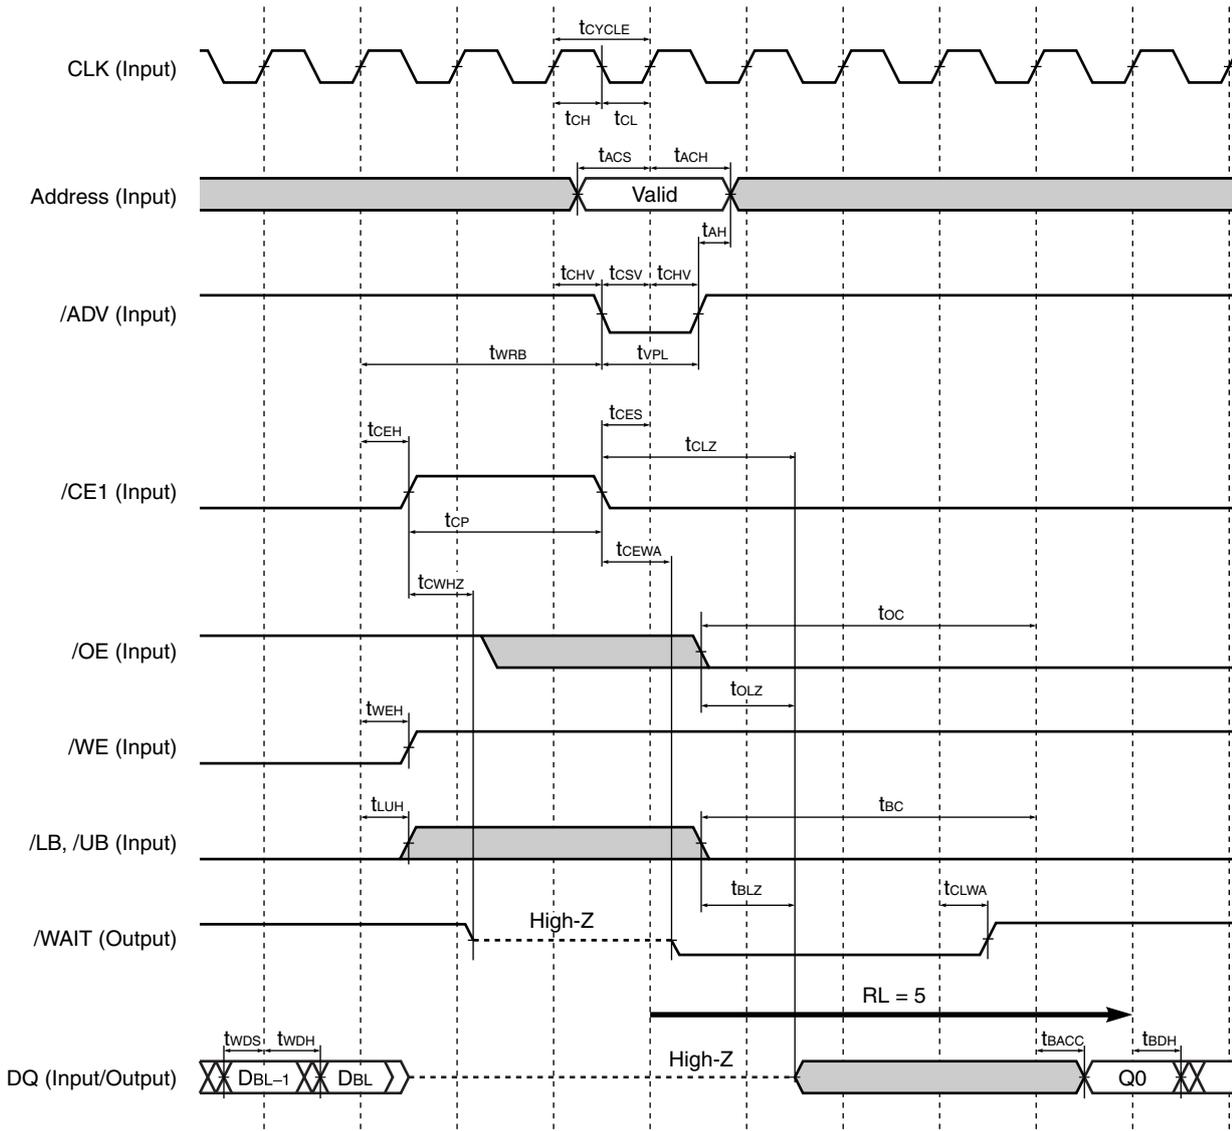 tCYCLE
CLK (Input)
tCH tCL
tACS tACH
Address (Input) Valid
tAH
tCHV tCSV tCHV
/ADV (Input)
tWRB tVPL
tCES
tCEH tCLZ
/CE1 (Input)
tCP
tCEWA
tCWHZ
tOC
/OE (Input)
tOLZ
tWEH
/WE (Input)
tLUH tBC
/LB, /UB (Input)
tBLZ tCLWA
High-Z
/WAIT (Output)
RL = 5
tWDS tWDH High-Z tBACC tBDH
DQ (Input/Output) DBL–1 DBL Q0